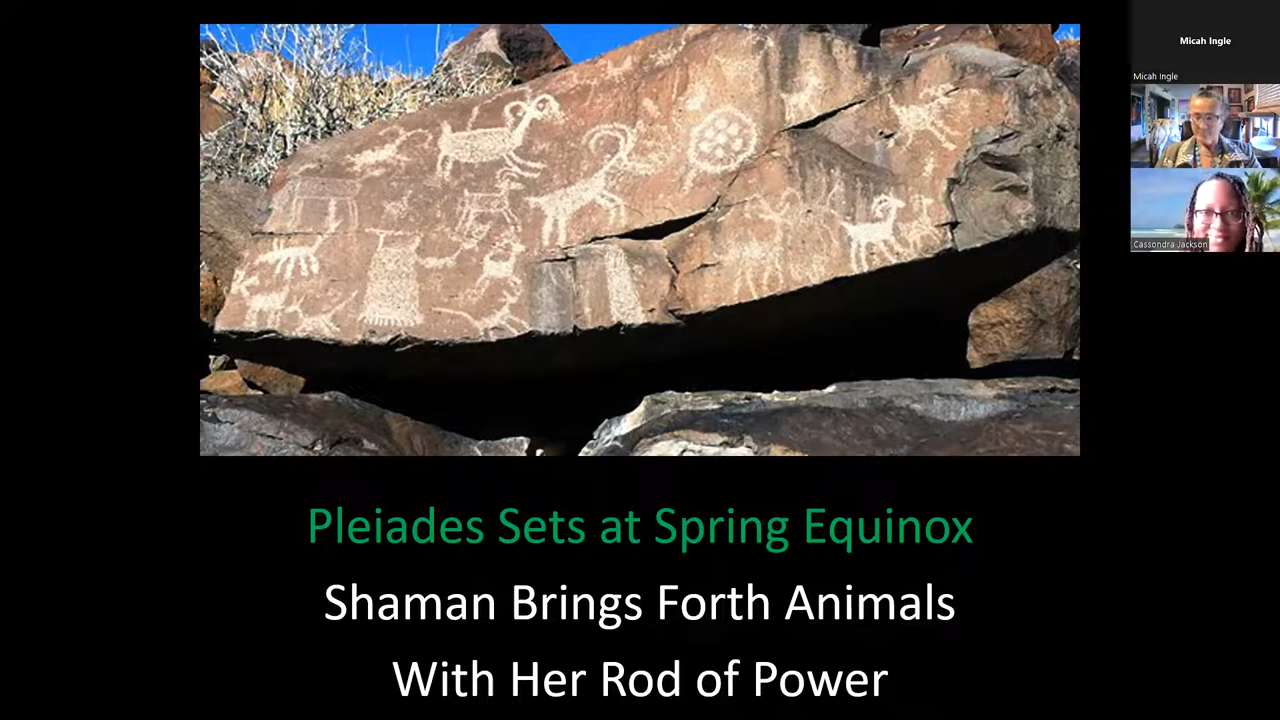 Micah Ingle
Micah Ingle
Cassondra Jackson
Pleiades Sets at Spring Equinox
Shaman Brings Forth Animals
With Her Rod of Power